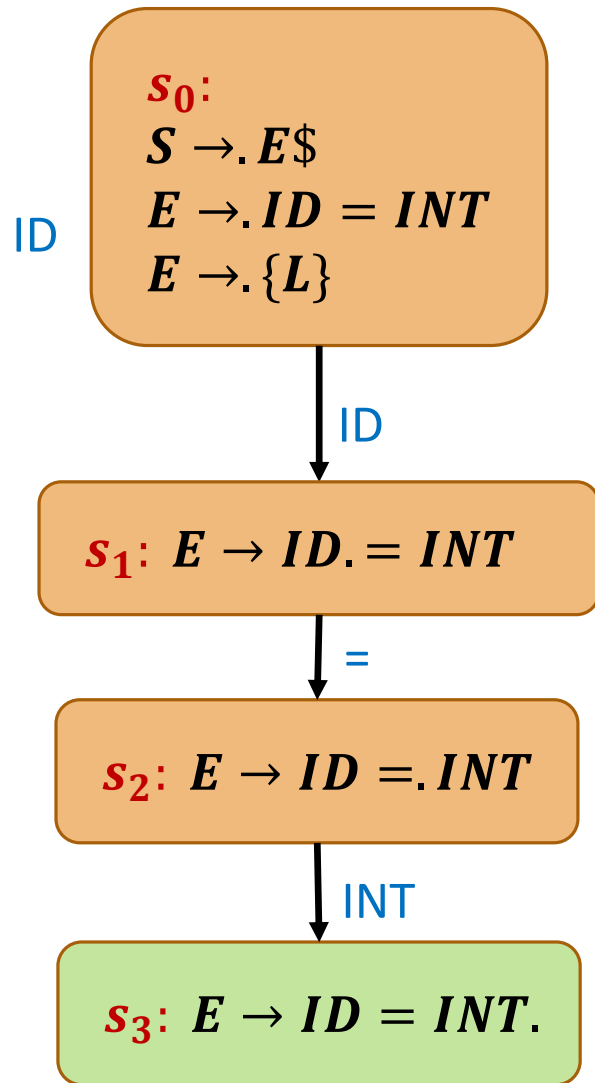 s₀:
S →. E$
E →. ID = INT
E →. {L}
ID
ID
s₁: E → ID. = INT
=
s₂: E → ID =. INT
INT
s₃: E → ID = INT.